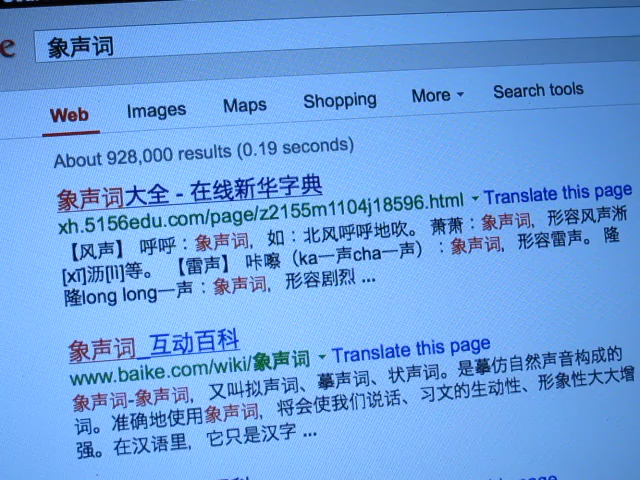 象声词
Web Images Maps Shopping More Search tools
About 928,000 results (0.19 seconds)
象声词大全 - 在线新华字典
xh.5156edu.com/page/z2155m1104j18596.html Translate this page
【风声】 呼呼：象声词，如：北风呼呼地吹。 萧萧：象声词，形容风声淅
[xī]沥[lì]等。 【雷声】 咔嚓（ka一声cha一声）：象声词，形容雷声。 隆
隆long long一声：象声词，形容剧烈 ...
象声词_互动百科
www.baike.com/wiki/象声词 Translate this page
象声词-象声词，又叫拟声词、摹声词、状声词。是摹仿自然声音构成的
词。准确地使用象声词，将会使我们说话、习文的生动性、形象性大大增
强。在汉语里，它只是汉字 ...